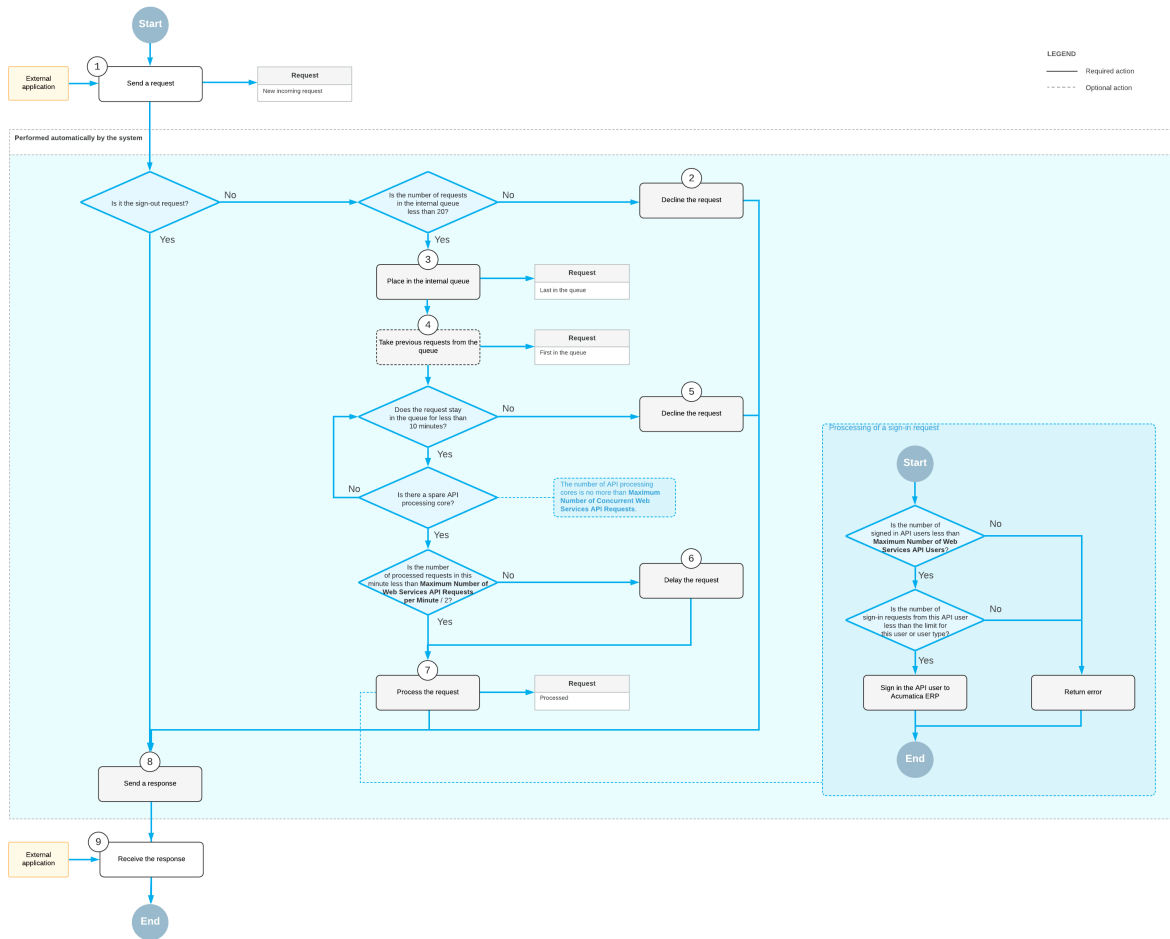 Start
1
External
application
Send a request
Request
New incoming request
LEGEND
Required action
Optional action
Performed automatically by the system
Is it the sign-out request?
No
Yes
Is the number of requests
in the internal queue
less than 20?
No
Yes
2
Decline the request
3
Place in the internal queue
Request
Last in the queue
4
Take previous requests from the
queue
Request
First in the queue
Does the request stay
in the queue for less than
10 minutes?
No
Yes
5
Decline the request
No
Is there a spare API
processing core?
Yes
The number of API processing
cores is no more than Maximum
Number of Concurrent Web
Services API Requests.
Is the number
of processed requests in this
minute less than Maximum Number of
Web Services API Requests
per Minute / 2?
No
Yes
6
Delay the request
7
Process the request
Request
Processed
Proscessing of a sign-in request
Start
Is the number of
signed in API users less than
Maximum Number of Web
Services API Users?
No
Yes
Is the number of
sign-in requests from this API user
less than the limit for
this user or user type?
No
Yes
Sign in the API user to
Acumatica ERP
Return error
End
8
Send a response
9
External
application
Receive the response
End